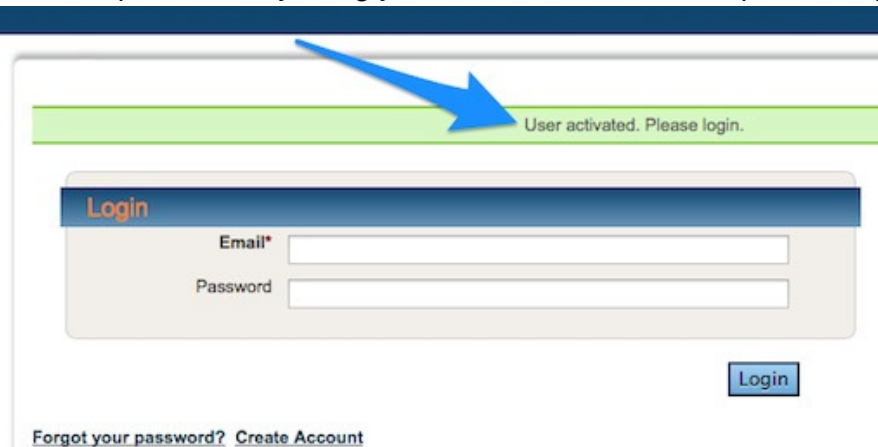 User activated. Please login.
Login
Email*
Password
Login
Forgot your password? Create Account